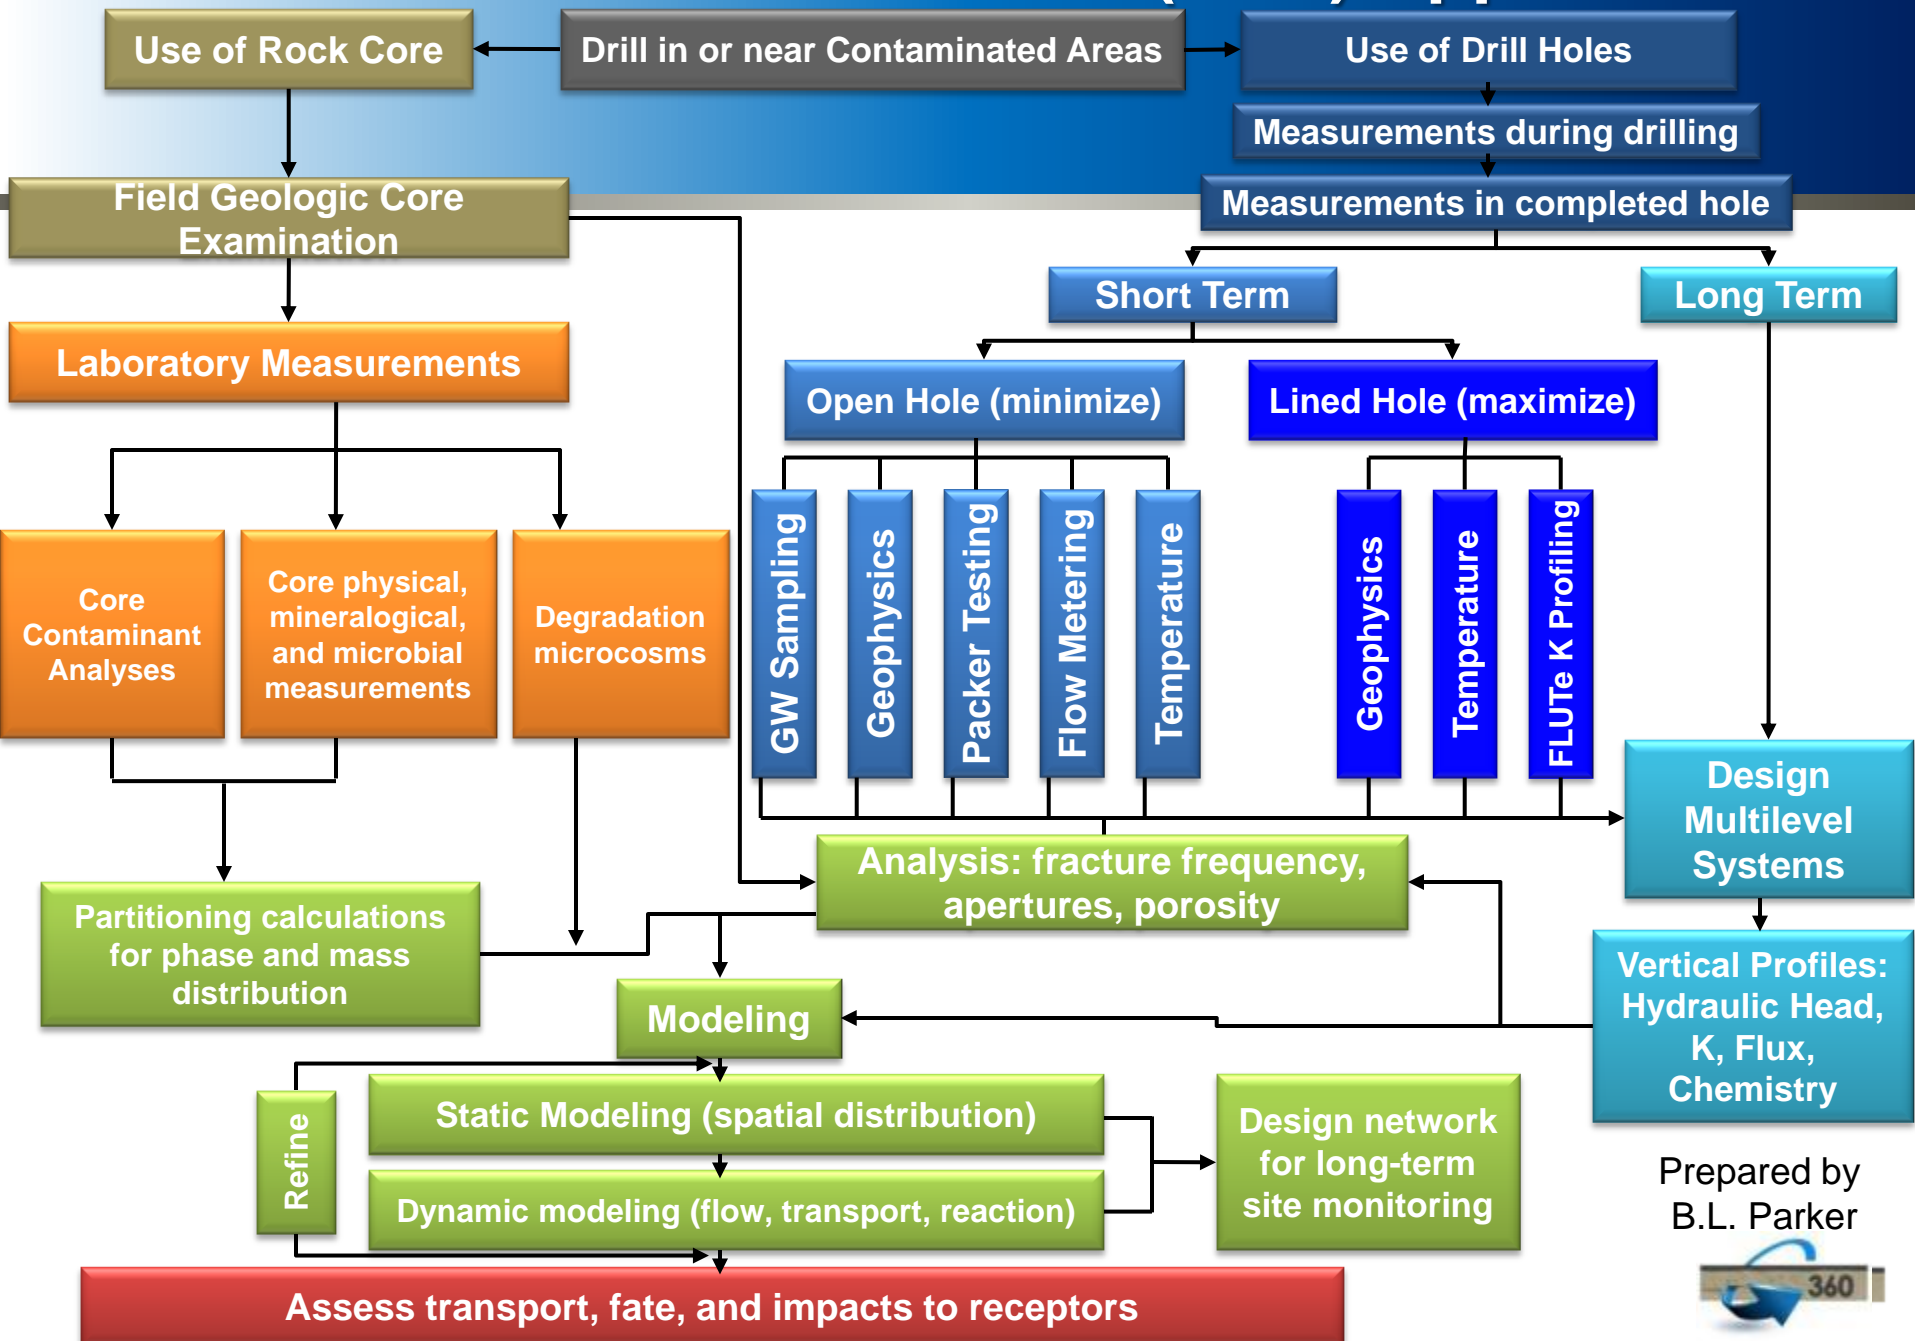 Use of Rock Core
Drill in or near Contaminated Areas
Use of Drill Holes
Measurements during drilling
Field Geologic Core
Examination
Measurements in completed hole
Short Term
Long Term
Laboratory Measurements
Open Hole (minimize)
Lined Hole (maximize)
GW Sampling
Geophysics
Packer Testing
Flow Metering
Temperature
Geophysics
Temperature
FLUTe K Profiling
Core
Contaminant
Analyses
Core physical,
mineralogical,
and microbial
measurements
Degradation
microcosms
Design
Multilevel
Systems
Analysis: fracture frequency,
apertures, porosity
Partitioning calculations
for phase and mass
distribution
Vertical Profiles:
Hydraulic Head,
K, Flux,
Chemistry
Modeling
Refine
Static Modeling (spatial distribution)
Dynamic modeling (flow, transport, reaction)
Design network
for long-term
site monitoring
Prepared by
B.L. Parker
360
Assess transport, fate, and impacts to receptors